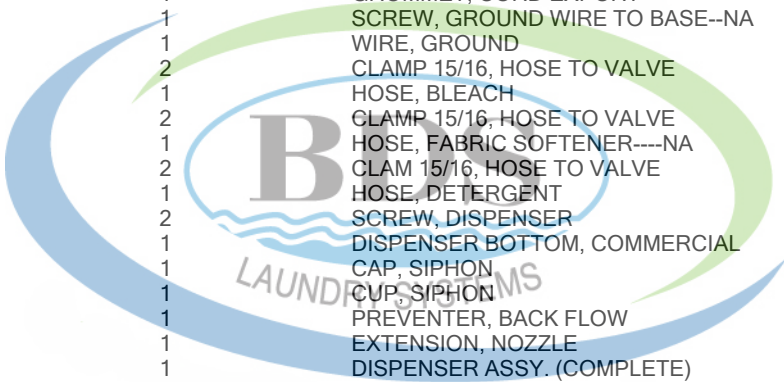 1 SCREW, GROUND WIRE TO BASE--NA
1 WIRE, GROUND
2 CLAMP 15/16, HOSE TO VALVE
1 HOSE, BLEACH
2 CLAMP 15/16, HOSE TO VALVE
1 HOSE, FABRIC SOFTENER----NA
2 CLAM 15/16, HOSE TO VALVE
1 HOSE, DETERGENT
2 SCREW, DISPENSER
1 DISPENSER BOTTOM, COMMERCIAL
1 CAP, SIPHON
1 CUP, SIPHON
1 PREVENTER, BACK FLOW
1 EXTENSION, NOZZLE
1 DISPENSER ASSY. (COMPLETE)
BDS
LAUNDRY SYSTEMS